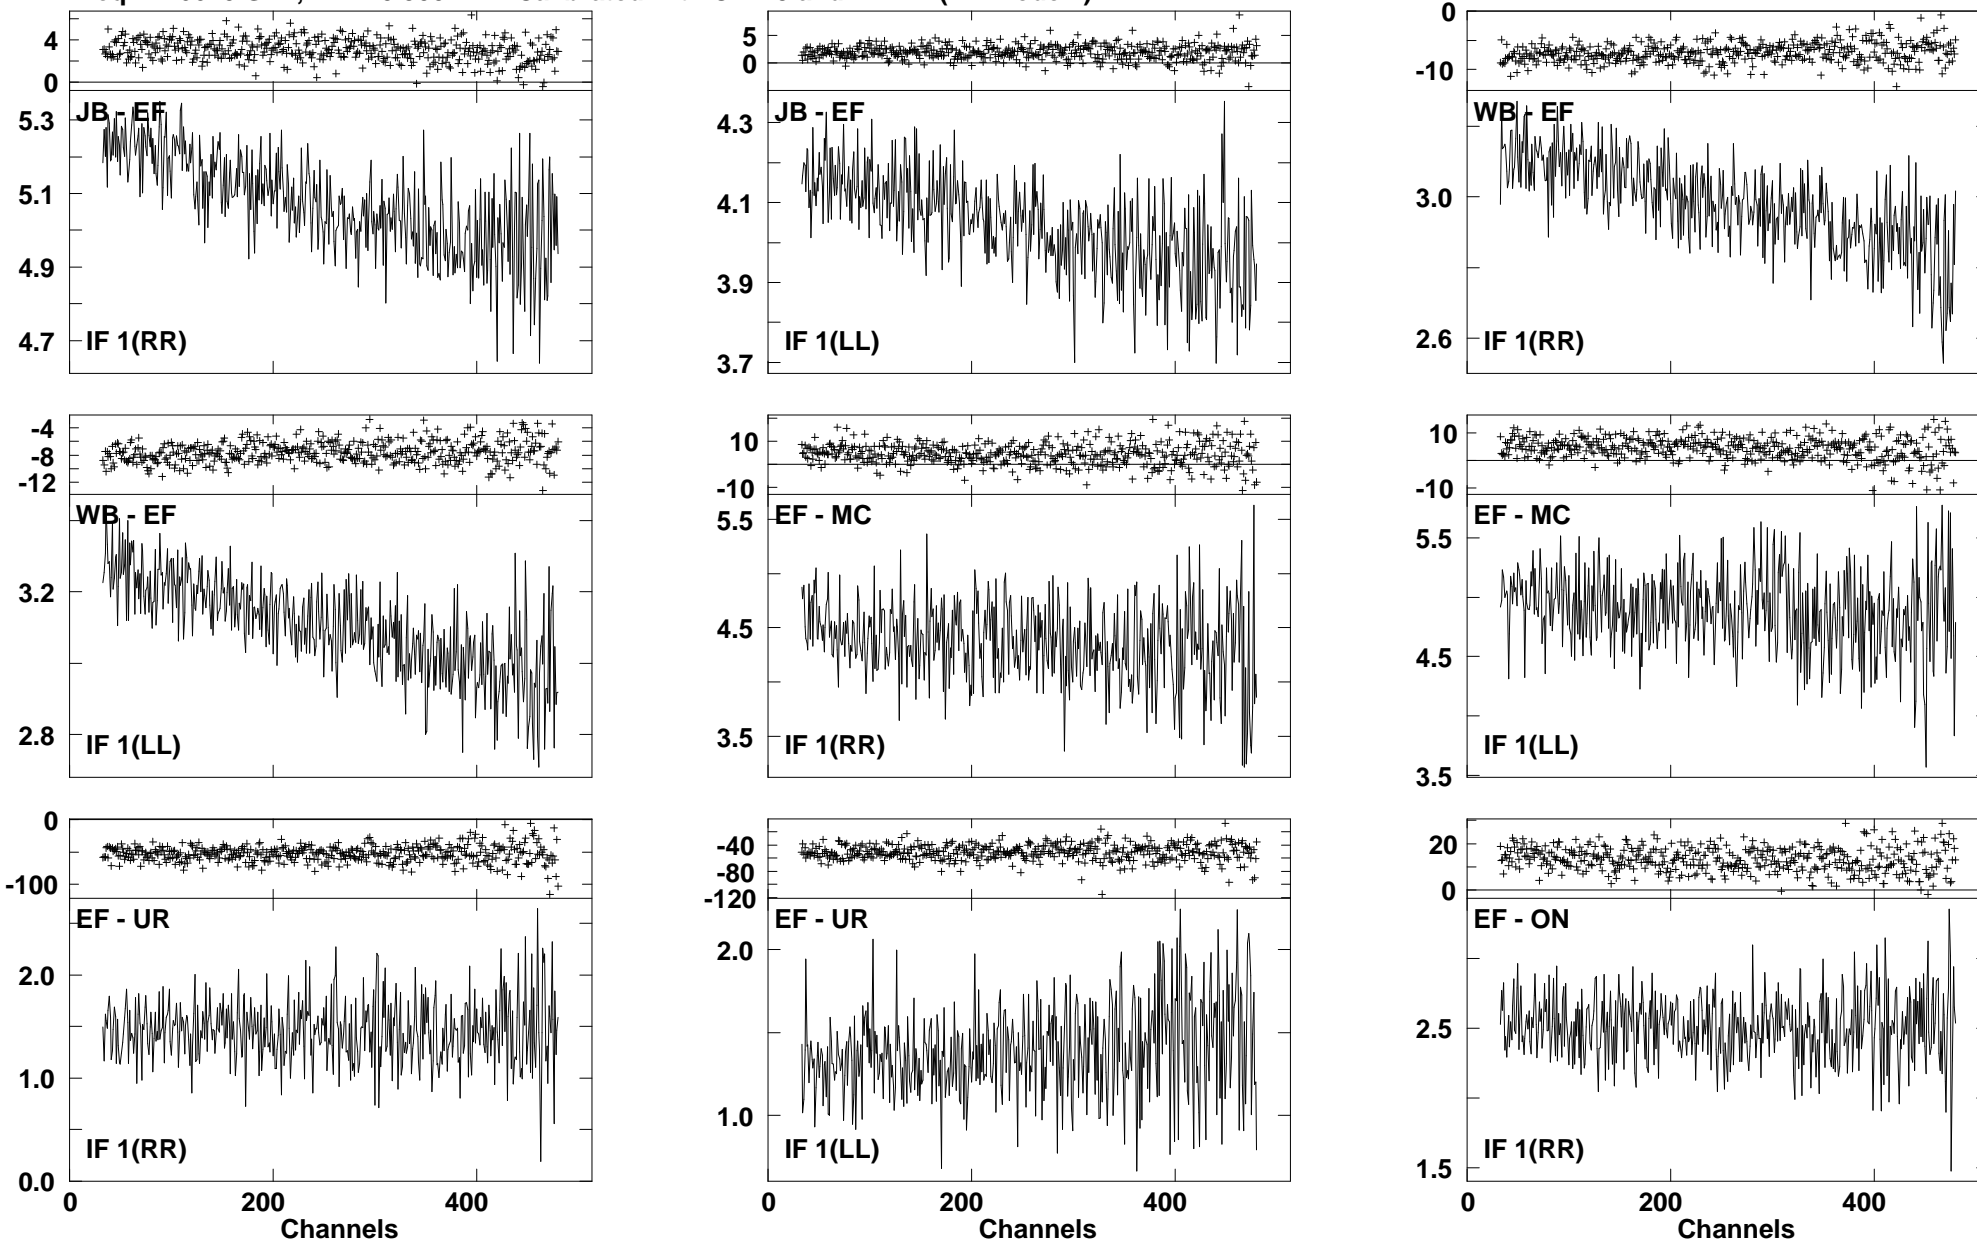 4
0
JB - EF
5.3
5.1
4.9
4.7
IF 1(RR)
5
0
JB - EF
4.3
4.1
3.9
3.7
IF 1(LL)
0
-10
WB - EF
3.0
2.6
IF 1(RR)
-4
-8
-12
WB - EF
3.2
2.8
IF 1(LL)
10
-10
EF - MC
5.5
4.5
3.5
IF 1(RR)
10
-10
EF - MC
5.5
4.5
3.5
IF 1(LL)
0
-100
EF - UR
2.0
1.0
0.0
IF 1(RR)
0 200 400
Channels
-40
-80
-120
EF - UR
2.0
1.0
IF 1(LL)
0 200 400
Channels
20
0
EF - ON
2.5
1.5
IF 1(RR)
0 200 400
Channels